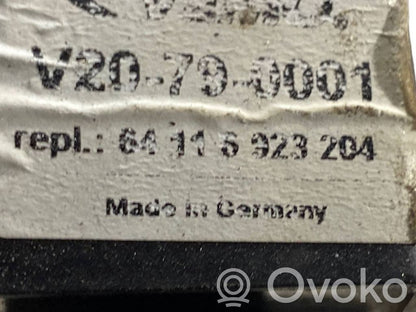 V20-79-0001
repl.: 64 11 6 923 204
Made in Germany
Ovoko